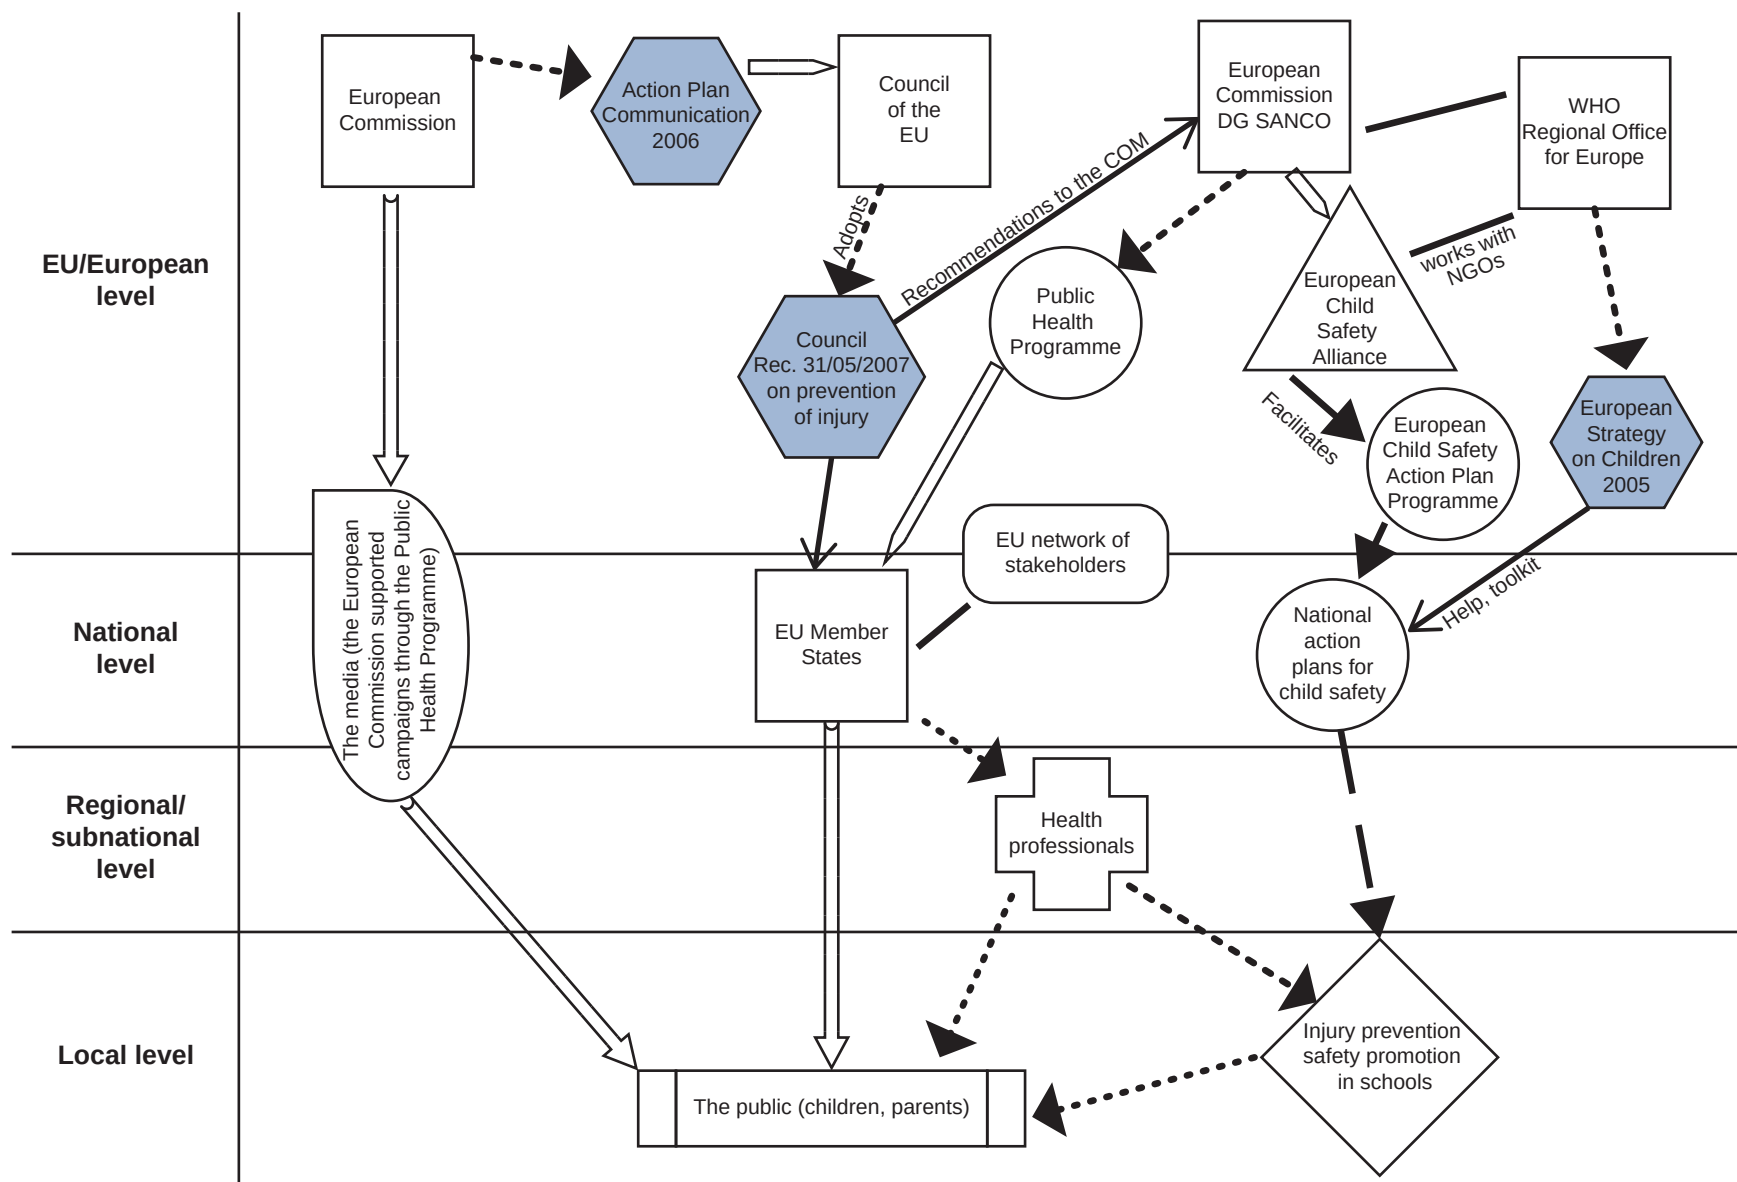 European
Commission
Action Plan
Communication
2006
Council
of the
EU
European
Commission
DG SANCO
WHO
Regional Office
for Europe
EU/European
level
Adopts
Recommendations to the COM
works with
NGOs
Public
Health
Programme
European
Child
Safety
Alliance
Council
Rec. 31/05/2007
on prevention
of injury
Facilitates
European
Child Safety
Action Plan
Programme
European
Strategy
on Children
2005
The media (the European
Commission supported
campaigns through the Public
Health Programme)
EU network of
stakeholders
National
level
EU Member
States
National
action
plans for
child safety
Help, toolkit
Regional/
subnational
level
Health
professionals
Local level
Injury prevention
safety promotion
in schools
The public (children, parents)